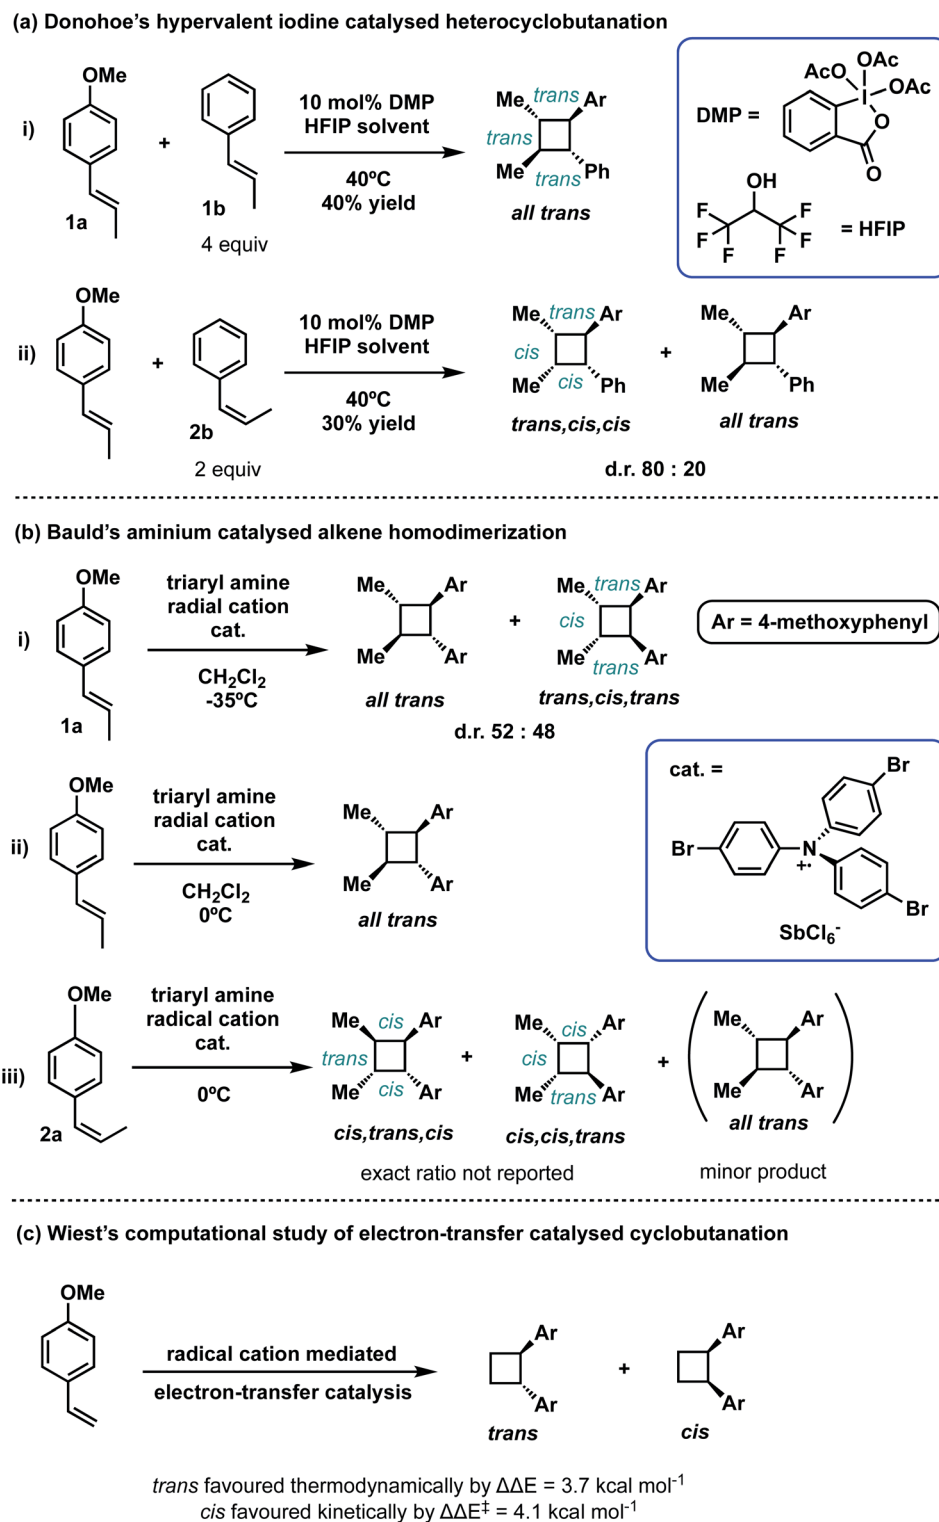 (a) Donohoe's hypervalent iodine catalysed heterocyclobutanation
i)
OMe
1a
+
1b
4 equiv
10 mol% DMP
HFIP solvent
40ºC
40% yield
Me trans Ar
trans
Me trans Ph
all trans
DMP =
AcO OAc OAc
I
O
O
OH
F F F F F F
= HFIP
ii)
OMe
+
2b
2 equiv
10 mol% DMP
HFIP solvent
40ºC
30% yield
Me trans Ar
cis
Me cis Ph
trans,cis,cis
+
Me Ar
Me Ph
all trans
d.r. 80 : 20
(b) Bauld's aminium catalysed alkene homodimerization
i)
OMe
1a
triaryl amine
radial cation
cat.
CH2Cl2
-35ºC
Me Ar
Me Ar
all trans
+
Me trans Ar
cis
Me trans Ar
trans,cis,trans
d.r. 52 : 48
Ar = 4-methoxyphenyl
ii)
OMe
triaryl amine
radial cation
cat.
CH2Cl2
0ºC
Me Ar
Me Ar
all trans
cat. =
Br
Br
N
+·
Br
SbCl6-
iii)
OMe
2a
triaryl amine
radical cation
cat.
0ºC
Me cis Ar
trans
Me cis Ar
cis,trans,cis
+
Me cis Ar
cis
Me trans Ar
cis,cis,trans
exact ratio not reported
+
Me Ar
Me Ar
all trans
minor product
(c) Wiest's computational study of electron-transfer catalysed cyclobutanation
OMe
radical cation mediated
electron-transfer catalysis
Ar
Ar
trans
+
Ar
Ar
cis
trans favoured thermodynamically by ΔΔE = 3.7 kcal mol-1
cis favoured kinetically by ΔΔE‡ = 4.1 kcal mol-1